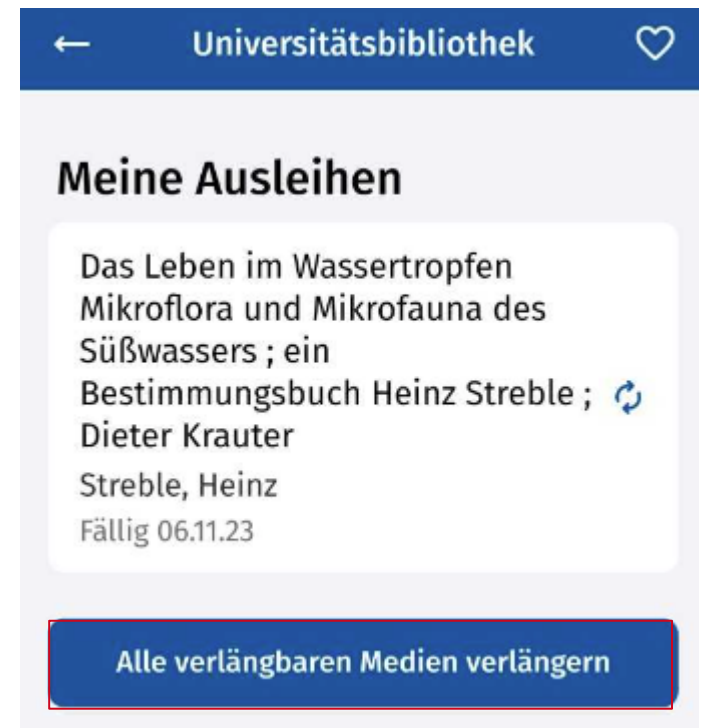 Universitätsbibliothek
Meine Ausleihen
Das Leben im Wassertropfen
Mikroflora und Mikrofauna des
Süßwassers ; ein
Bestimmungsbuch Heinz Streble ;
Dieter Krauter
Streble, Heinz
Fällig 06.11.23
Alle verlängbaren Medien verlängern